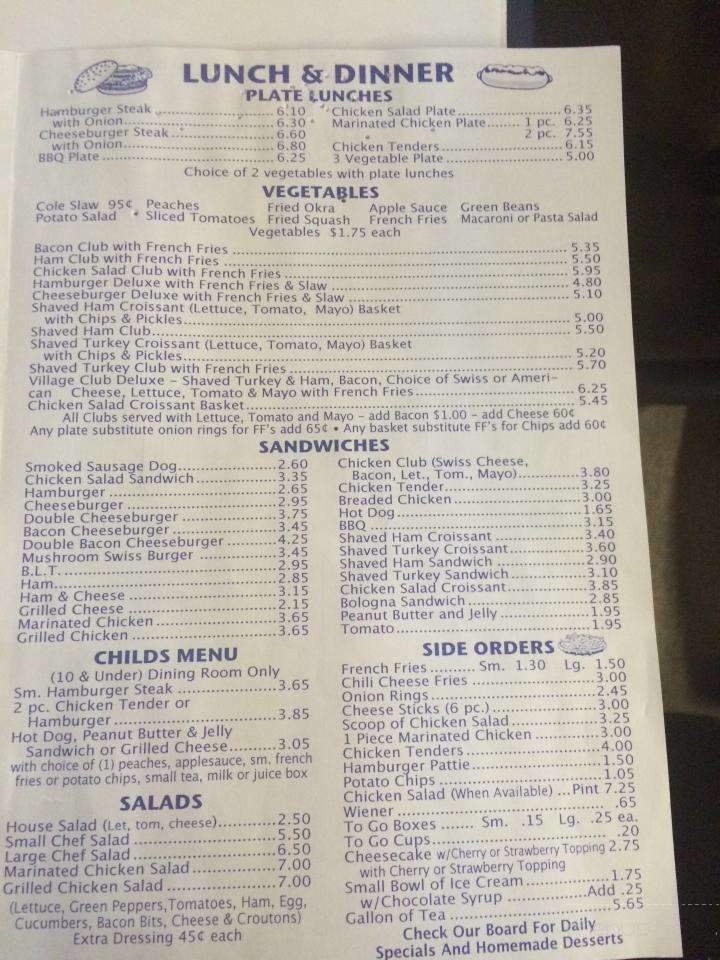 LUNCH & DINNER
PLATE LUNCHES
Hamburger Steak 6.10
with Onion 6.30
Cheeseburger Steak 6.60
with Onion 6.80
BBQ Plate 6.25
Chicken Salad Plate 6.35
Marinated Chicken Plate 1 pc. 6.25
2 pc. 7.55
Chicken Tenders 6.15
3 Vegetable Plate 5.00
Choice of 2 vegetables with plate lunches
VEGETABLES
Cole Slaw 95¢ Peaches Fried Okra Apple Sauce Green Beans
Potato Salad Sliced Tomatoes Fried Squash French Fries Macaroni or Pasta Salad
Vegetables $1.75 each
Bacon Club with French Fries 5.35
Ham Club with French Fries 5.50
Chicken Salad Club with French Fries 5.95
Hamburger Deluxe with French Fries & Slaw 4.80
Cheeseburger Deluxe with French Fries & Slaw 5.10
Shaved Ham Croissant (Lettuce, Tomato, Mayo) Basket
with Chips & Pickles 5.00
Shaved Ham Club 5.50
Shaved Turkey Croissant (Lettuce, Tomato, Mayo) Basket
with Chips & Pickles 5.20
Shaved Turkey Club with French Fries 5.70
Village Club Deluxe – Shaved Turkey & Ham, Bacon, Choice of Swiss or Ameri-
can Cheese, Lettuce, Tomato & Mayo with French Fries 6.25
Chicken Salad Croissant Basket 5.45
All Clubs served with Lettuce, Tomato and Mayo – add Bacon $1.00 – add Cheese 60¢
Any plate substitute onion rings for FF's add 65¢ • Any basket substitute FF's for Chips add 60¢
SANDWICHES
Smoked Sausage Dog 2.60
Chicken Salad Sandwich 3.35
Hamburger 2.65
Cheeseburger 2.95
Double Cheeseburger 3.75
Bacon Cheeseburger 3.45
Double Bacon Cheeseburger 4.25
Mushroom Swiss Burger 3.45
B.L.T. 2.95
Ham 2.85
Ham & Cheese 3.15
Grilled Cheese 2.15
Marinated Chicken 3.65
Grilled Chicken 3.65
Chicken Club (Swiss Cheese,
Bacon, Let., Tom., Mayo) 3.80
Chicken Tender 3.25
Breaded Chicken 3.00
Hot Dog 1.65
BBQ 3.15
Shaved Ham Croissant 3.40
Shaved Turkey Croissant 3.60
Shaved Ham Sandwich 2.90
Shaved Turkey Sandwich 3.10
Chicken Salad Croissant 3.85
Bologna Sandwich 2.85
Peanut Butter and Jelly 1.95
Tomato 1.95
CHILDS MENU
(10 & Under) Dining Room Only
Sm. Hamburger Steak 3.65
2 pc. Chicken Tender or
Hamburger 3.85
Hot Dog, Peanut Butter & Jelly
Sandwich or Grilled Cheese 3.05
with choice of (1) peaches, applesauce, sm. french
fries or potato chips, small tea, milk or juice box
SALADS
House Salad (Let, tom, cheese) 2.50
Small Chef Salad 5.50
Large Chef Salad 6.50
Marinated Chicken Salad 7.00
Grilled Chicken Salad 7.00
(Lettuce, Green Peppers, Tomatoes, Ham, Egg,
Cucumbers, Bacon Bits, Cheese & Croutons)
Extra Dressing 45¢ each
SIDE ORDERS
French Fries Sm. 1.30 Lg. 1.50
Chili Cheese Fries 3.00
Onion Rings 2.45
Cheese Sticks (6 pc.) 3.00
Scoop of Chicken Salad 3.25
1 Piece Marinated Chicken 3.00
Chicken Tenders 4.00
Hamburger Pattie 1.50
Potato Chips 1.05
Chicken Salad (When Available) Pint 7.25
Wiener .65
To Go Boxes Sm. .15 Lg. .25 ea.
To Go Cups .20
Cheesecake w/Cherry or Strawberry Topping 2.75
with Cherry or Strawberry Topping
Small Bowl of Ice Cream 1.75
w/Chocolate Syrup Add .25
Gallon of Tea 5.65
Check Our Board For Daily
Specials And Homemade Desserts